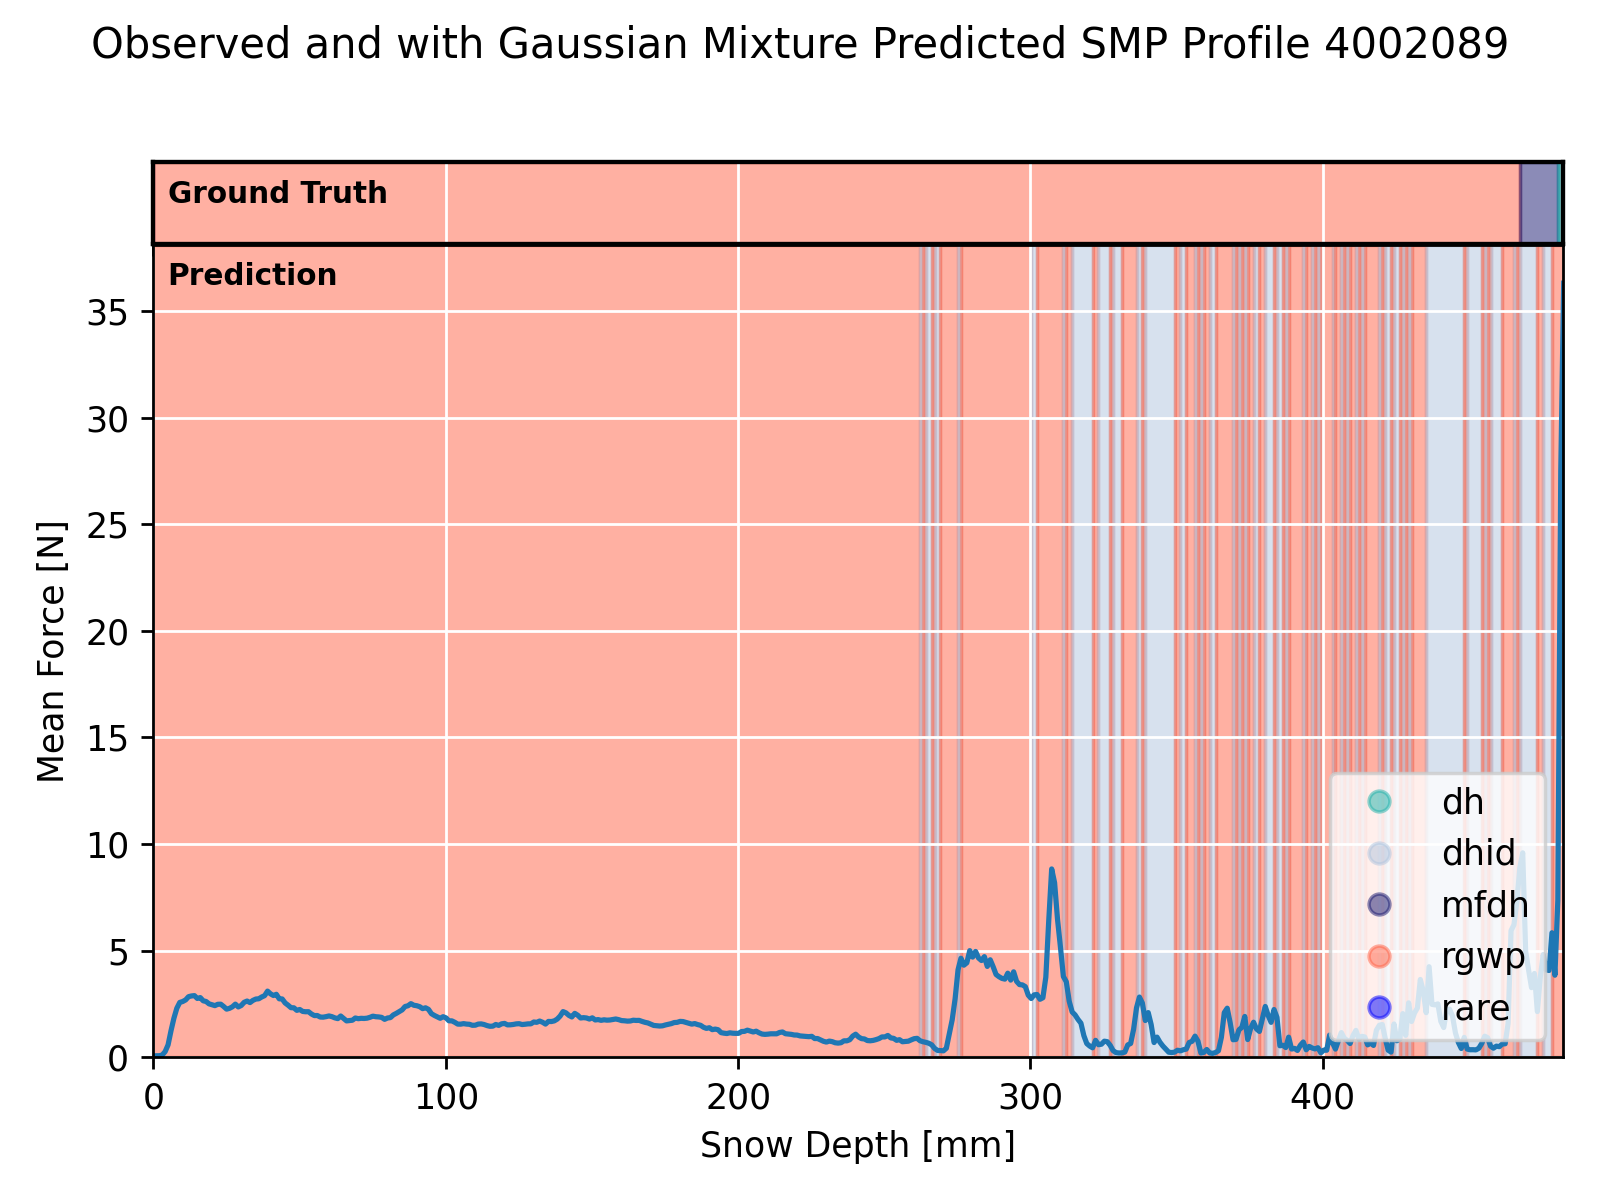 Observed and with Gaussian Mixture Predicted SMP Profile 4002089
Ground Truth
Prediction
35
30
25
20
15
10
5
0
Mean Force [N]
dh
dhid
mfdh
rgwp
rare
0 100 200 300 400
Snow Depth [mm]